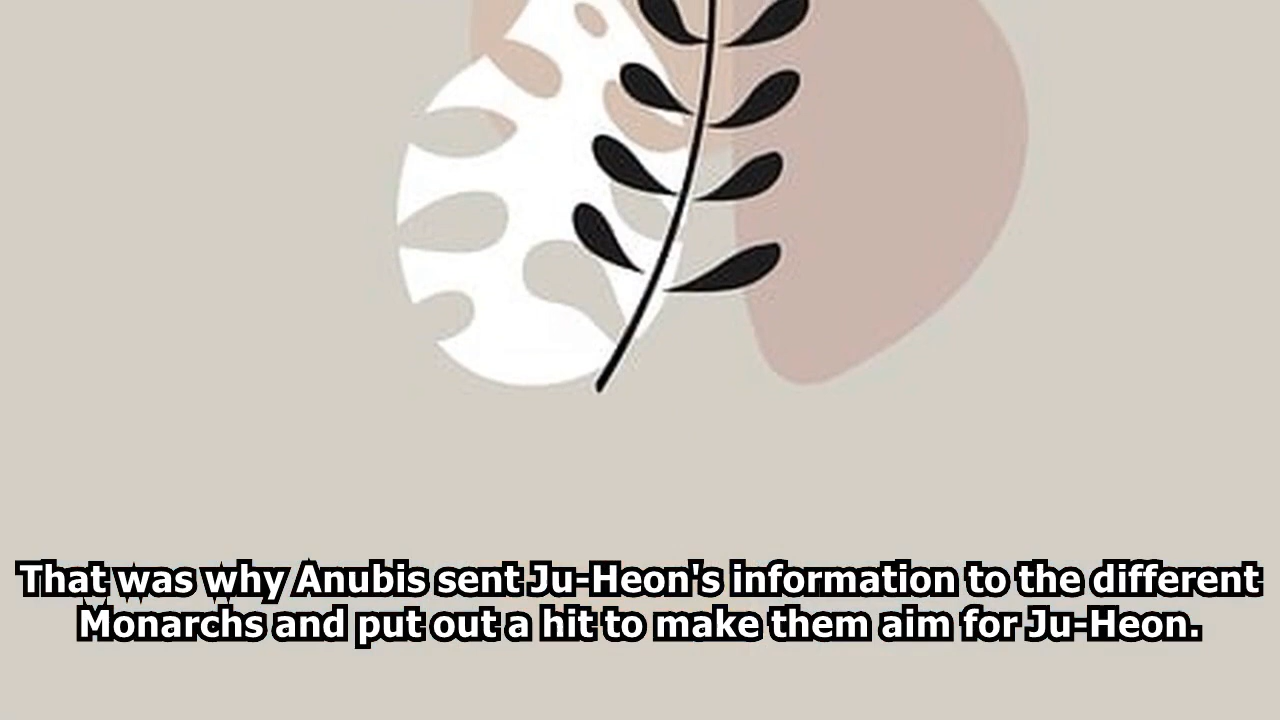 That was why Anubis sent Ju-Heon's information to the different
Monarchs and put out a hit to make them aim for Ju-Heon.